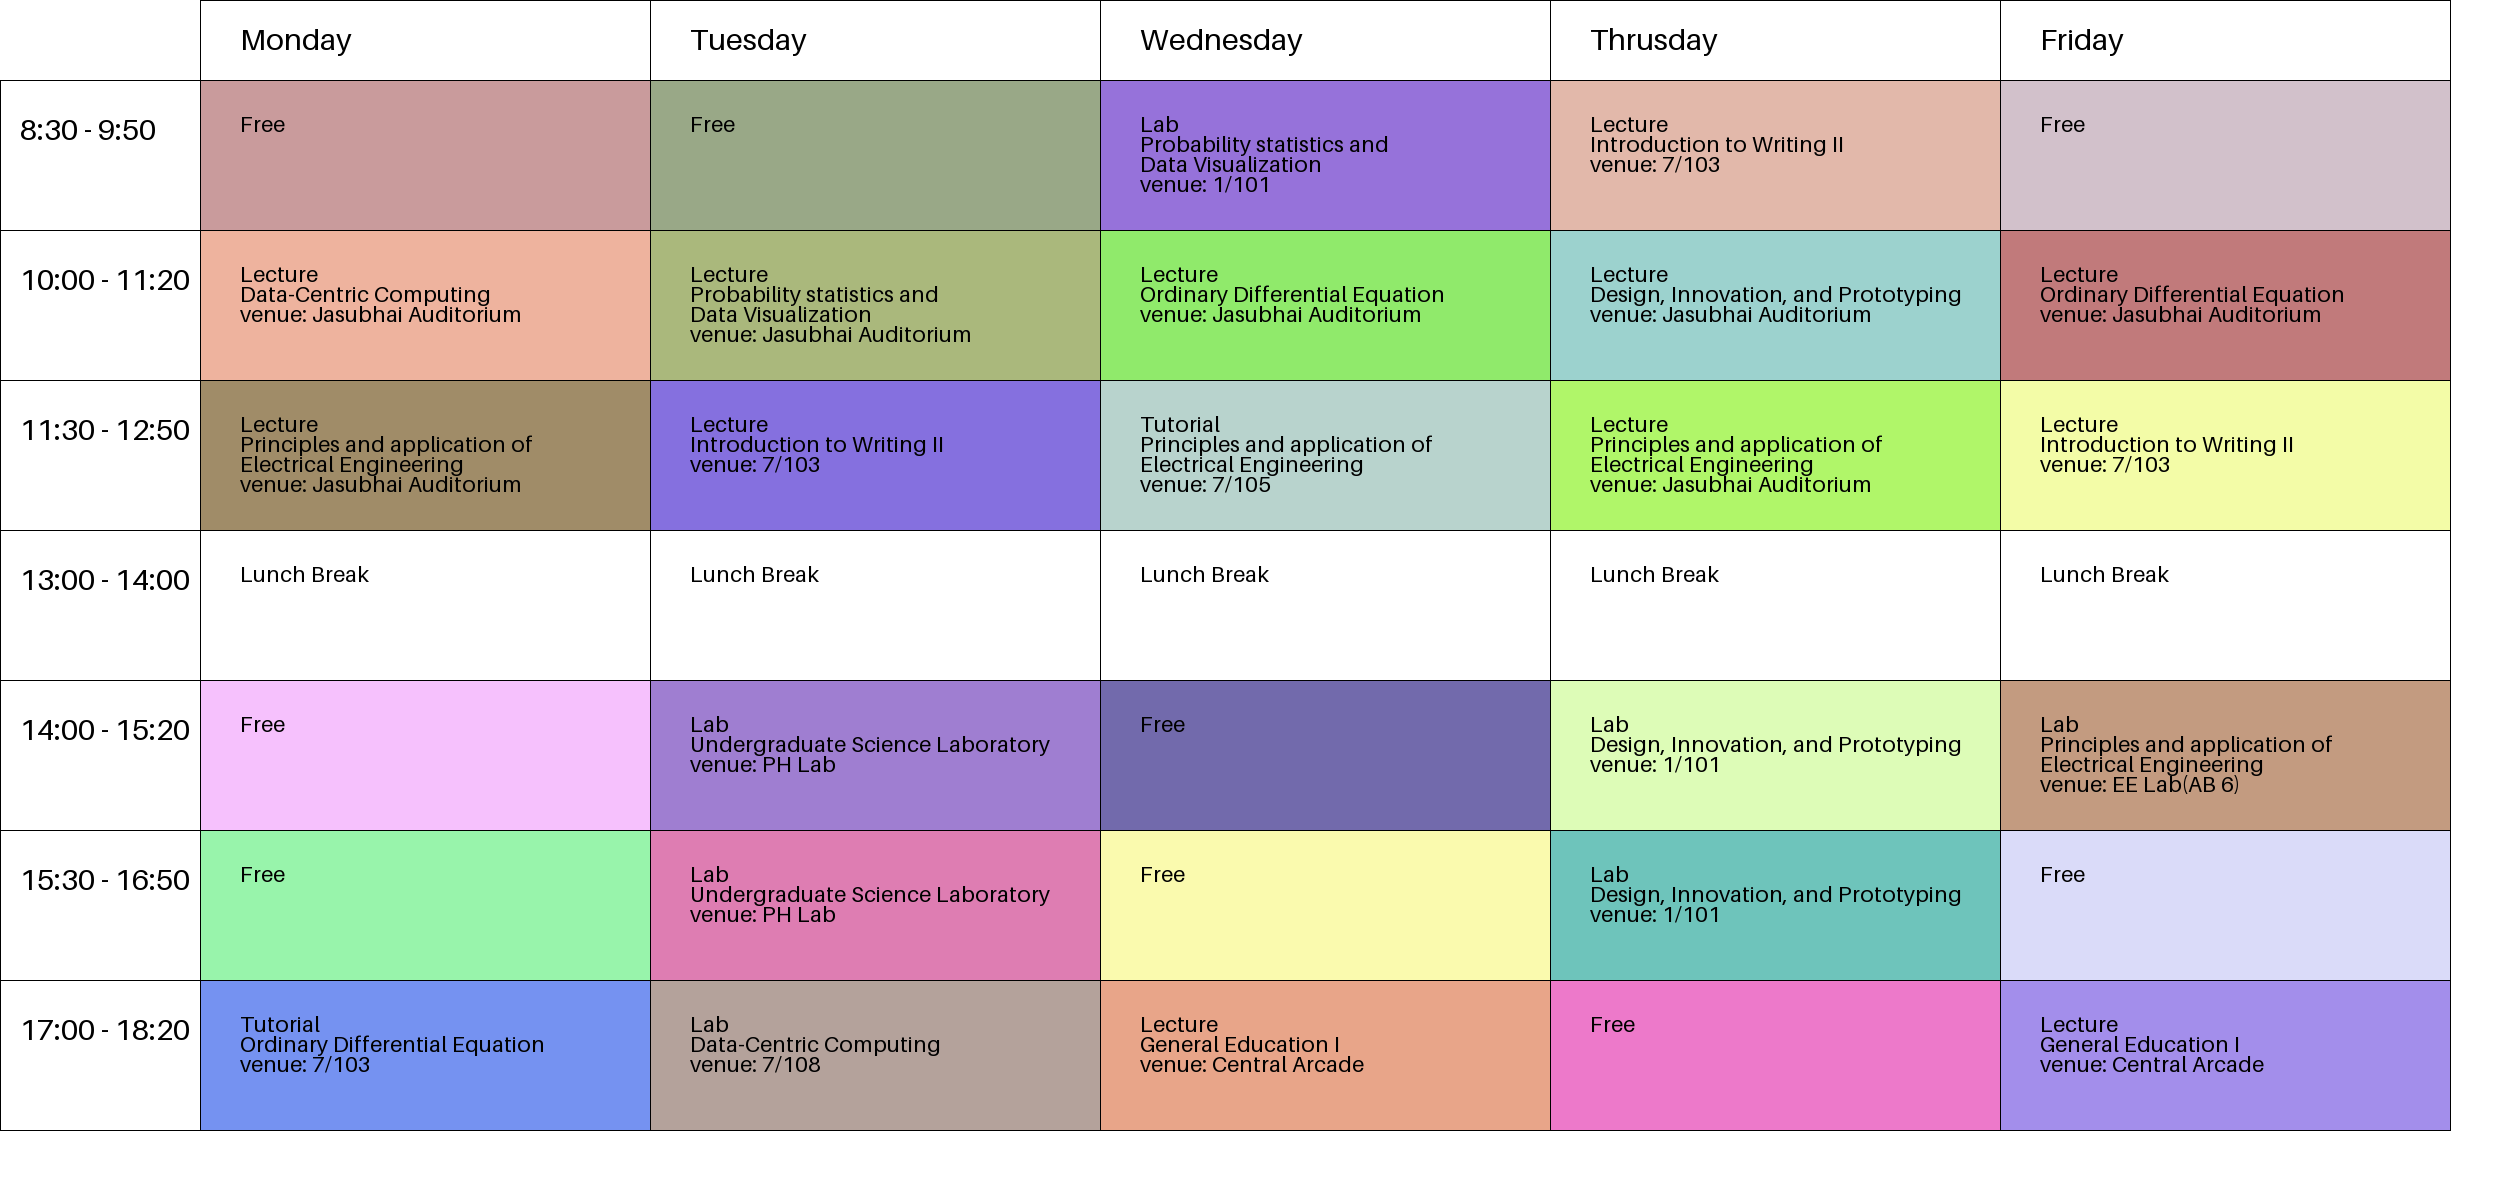 Monday
Tuesday
Wednesday
Thrusday
Friday
8:30 - 9:50
Free
Free
Lab
Probability statistics and
Data Visualization
venue: 1/101
Lecture
Introduction to Writing II
venue: 7/103
Free
10:00 - 11:20
Lecture
Data-Centric Computing
venue: Jasubhai Auditorium
Lecture
Probability statistics and
Data Visualization
venue: Jasubhai Auditorium
Lecture
Ordinary Differential Equation
venue: Jasubhai Auditorium
Lecture
Design, Innovation, and Prototyping
venue: Jasubhai Auditorium
Lecture
Ordinary Differential Equation
venue: Jasubhai Auditorium
11:30 - 12:50
Lecture
Principles and application of
Electrical Engineering
venue: Jasubhai Auditorium
Lecture
Introduction to Writing II
venue: 7/103
Tutorial
Principles and application of
Electrical Engineering
venue: 7/105
Lecture
Principles and application of
Electrical Engineering
venue: Jasubhai Auditorium
Lecture
Introduction to Writing II
venue: 7/103
13:00 - 14:00
Lunch Break
Lunch Break
Lunch Break
Lunch Break
Lunch Break
14:00 - 15:20
Free
Lab
Undergraduate Science Laboratory
venue: PH Lab
Free
Lab
Design, Innovation, and Prototyping
venue: 1/101
Lab
Principles and application of
Electrical Engineering
venue: EE Lab(AB 6)
15:30 - 16:50
Free
Lab
Undergraduate Science Laboratory
venue: PH Lab
Free
Lab
Design, Innovation, and Prototyping
venue: 1/101
Free
17:00 - 18:20
Tutorial
Ordinary Differential Equation
venue: 7/103
Lab
Data-Centric Computing
venue: 7/108
Lecture
General Education I
venue: Central Arcade
Free
Lecture
General Education I
venue: Central Arcade